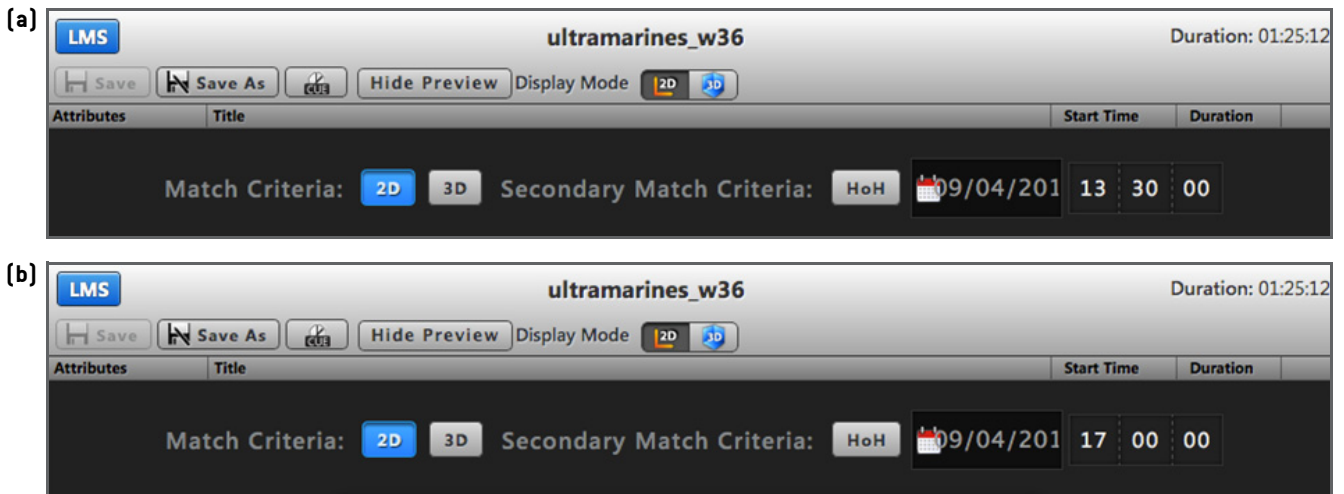 (a)
LMS ultramarines_w36 Duration: 01:25:12
Save Save As CUE Hide Preview Display Mode 2D 3D
Attributes Title Start Time Duration
Match Criteria: 2D 3D Secondary Match Criteria: HoH 09/04/201 13 30 00
(b)
LMS ultramarines_w36 Duration: 01:25:12
Save Save As CUE Hide Preview Display Mode 2D 3D
Attributes Title Start Time Duration
Match Criteria: 2D 3D Secondary Match Criteria: HoH 09/04/201 17 00 00